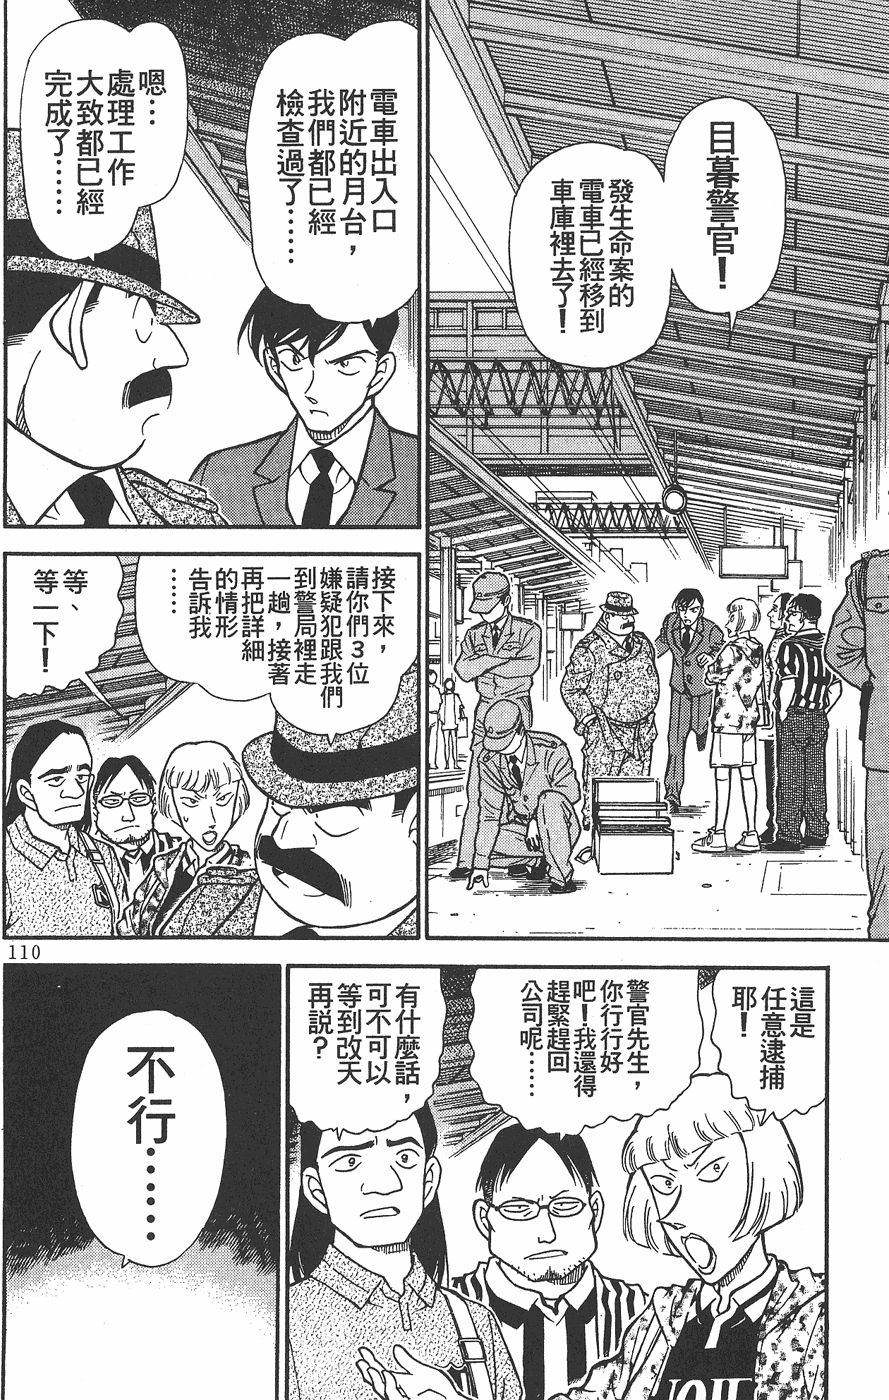 目暮警官！
發生命案的
電車已經移到
車庫裡去了！
電車出入口
附近的月台，
我們都已經
檢查過了……
嗯…
處理工作
大致都已經
完成了……
接下來，
請你們3位
嫌疑犯跟我們
到警局裡走
一趟，接著
再把詳細
的情形
告訴我
……
等、
等一下！
110
這是
任意逮捕
耶！
警官先生，
你行行好
吧！我還得
趕緊趕回
公司呢……
有什麼話，
可不可以
等到改天
再說？
不行……